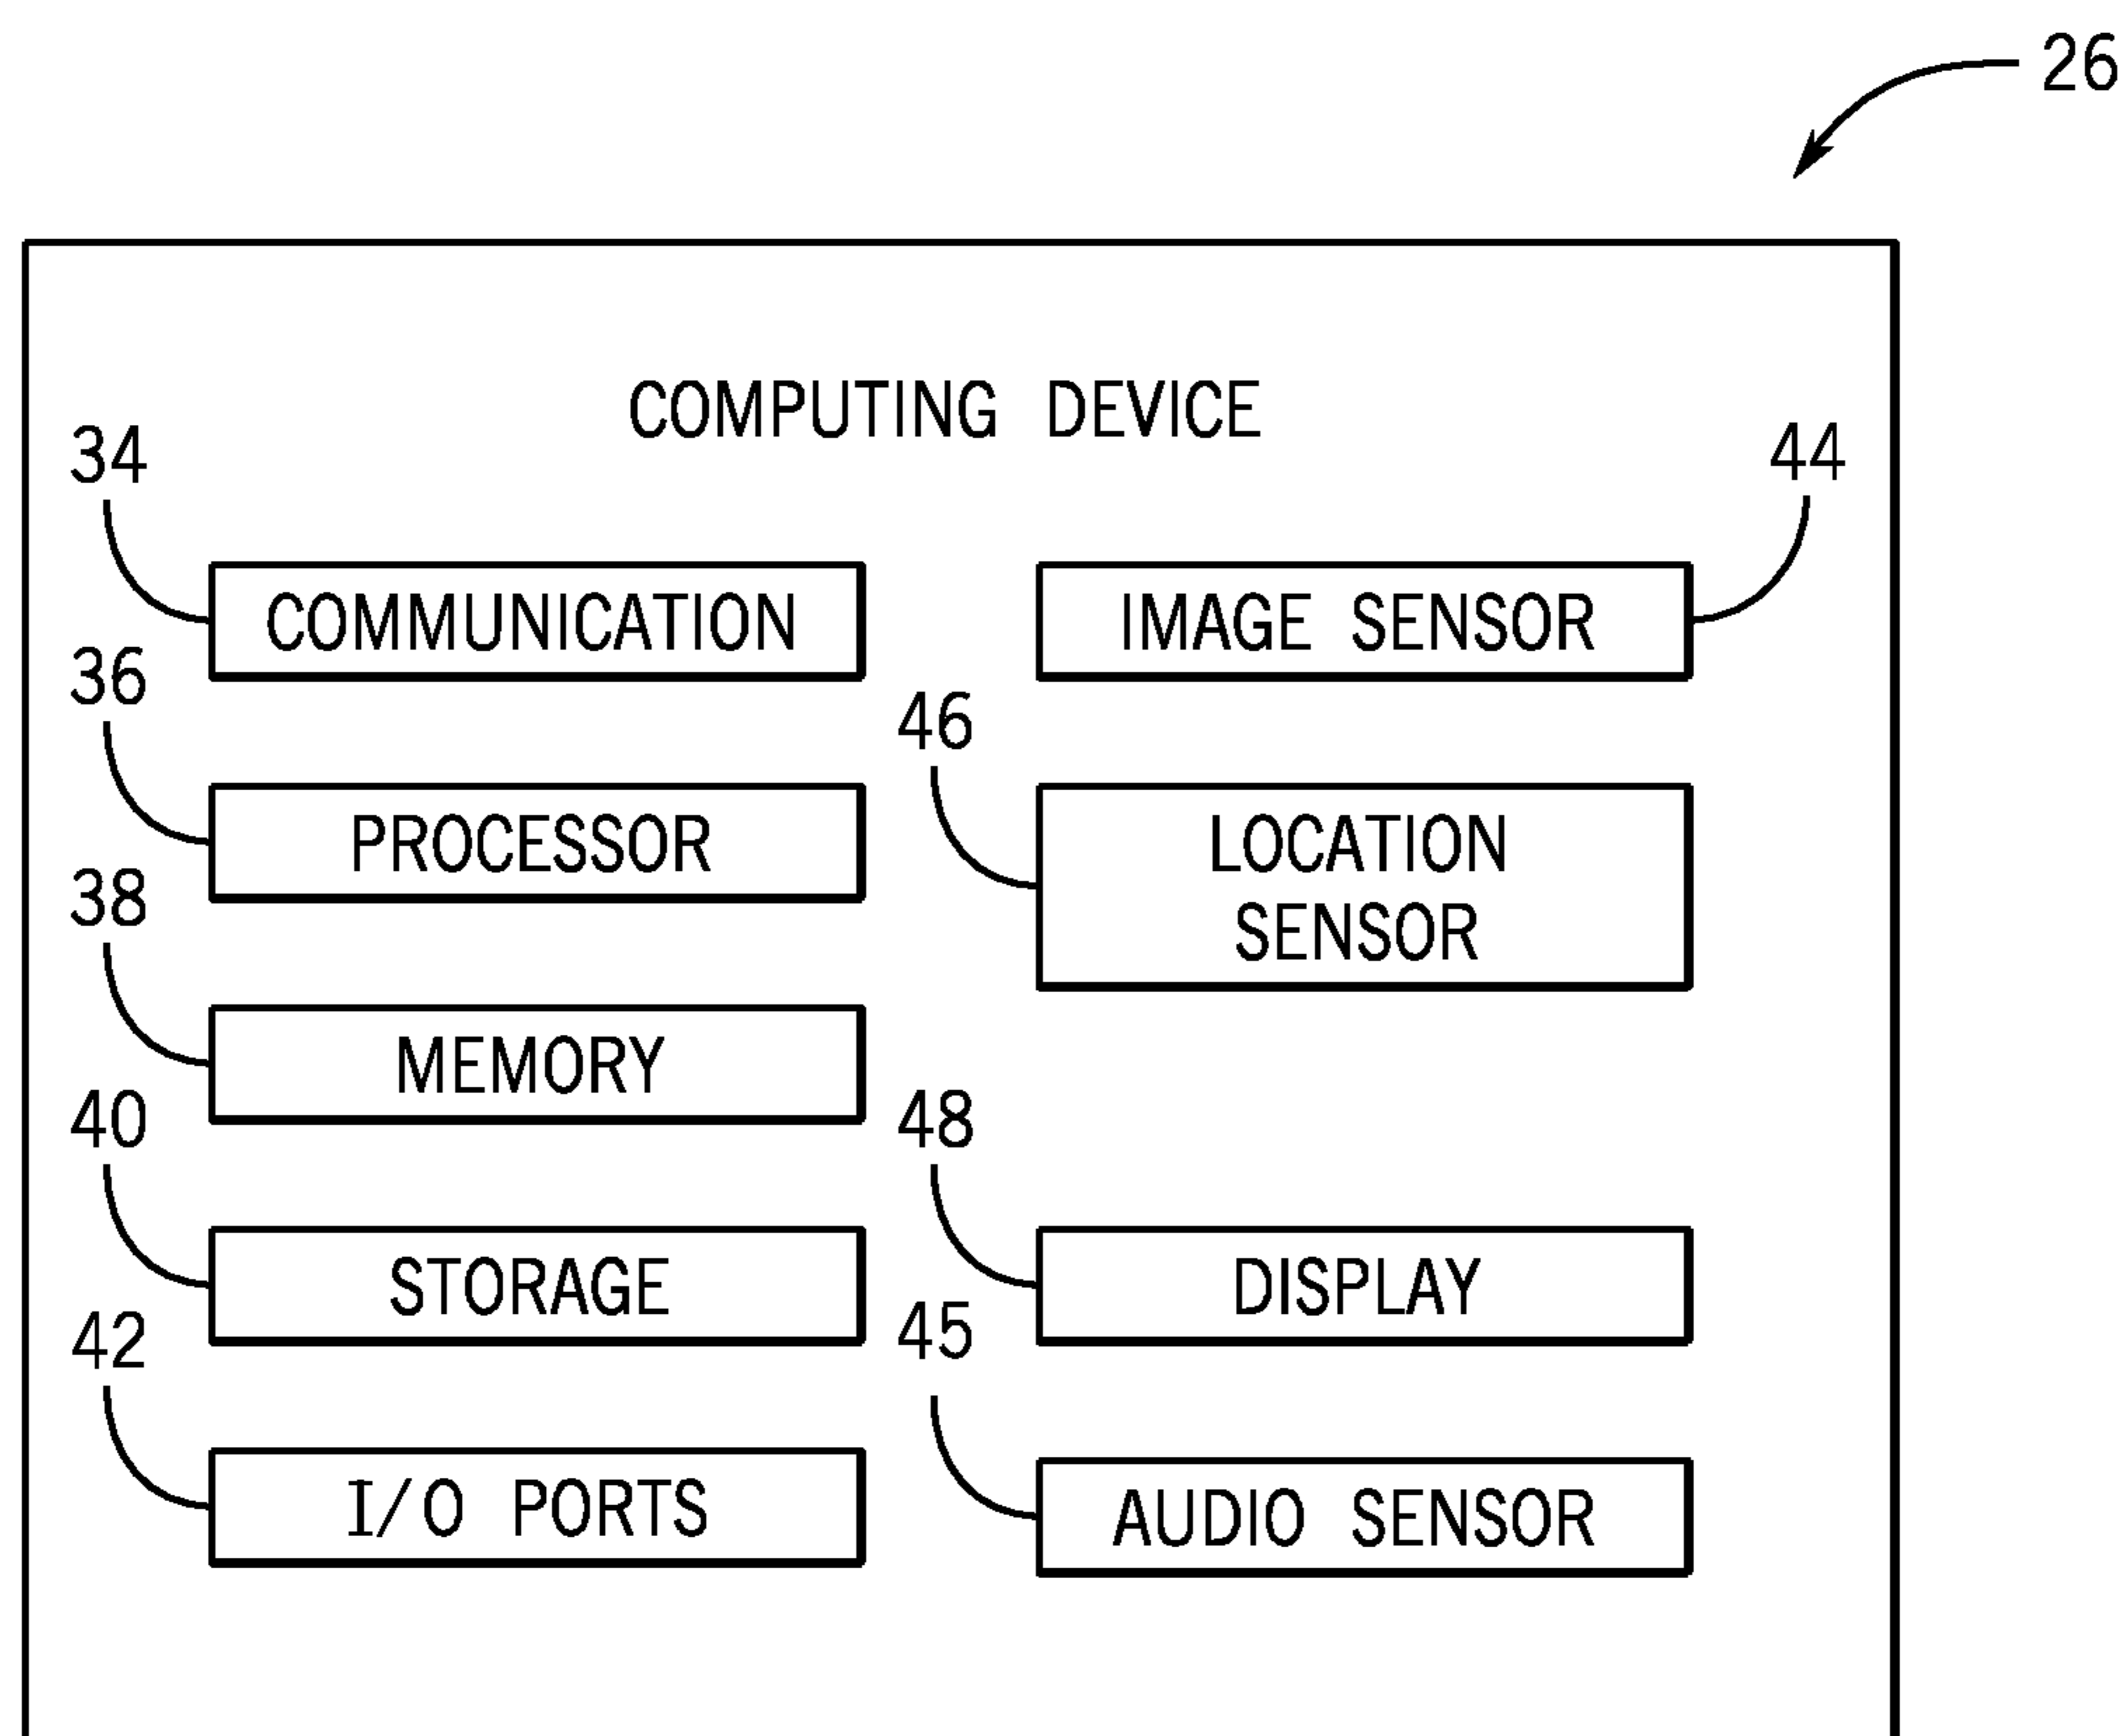 26
COMPUTING DEVICE
34
44
COMMUNICATION
IMAGE SENSOR
36
46
PROCESSOR
LOCATION
SENSOR
38
MEMORY
40
48
STORAGE
DISPLAY
42
45
I/O PORTS
AUDIO SENSOR